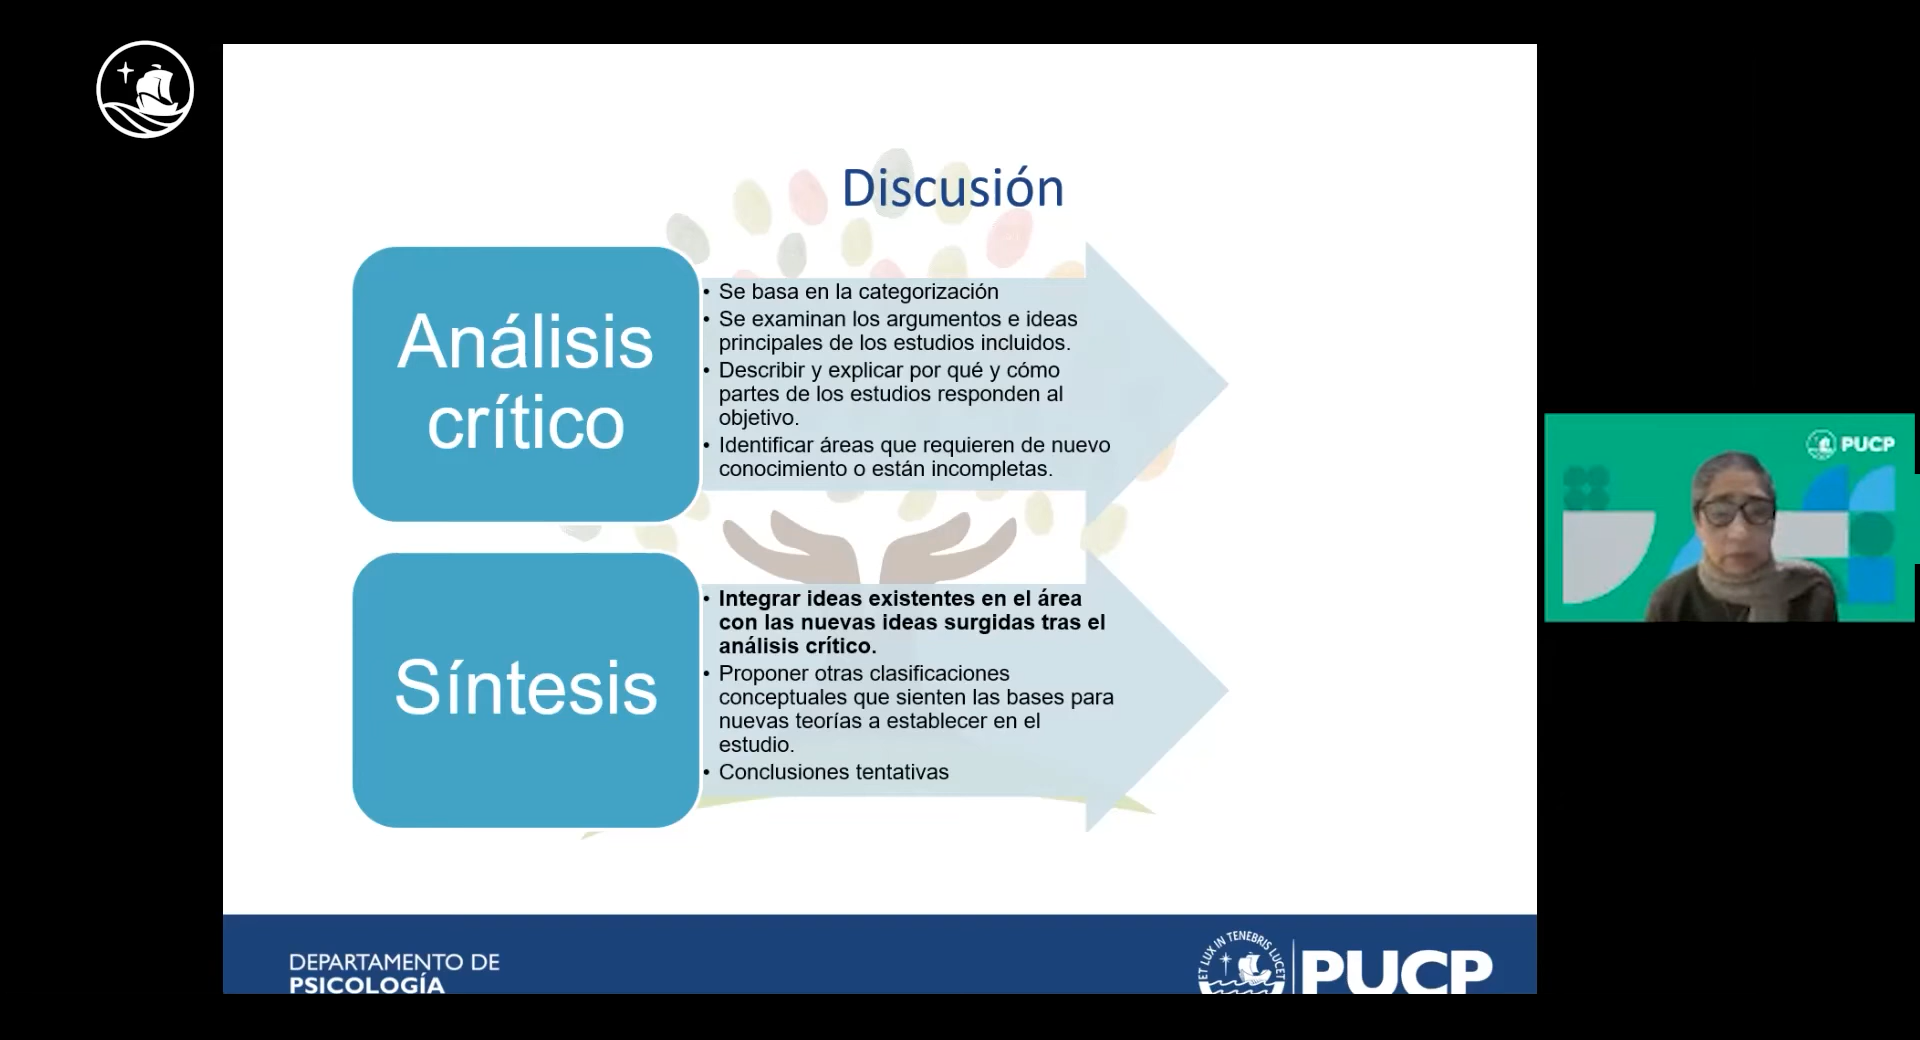 Discusión
Análisis
crítico
• Se basa en la categorización
• Se examinan los argumentos e ideas
principales de los estudios incluidos.
• Describir y explicar por qué y cómo
partes de los estudios responden al
objetivo.
• Identificar áreas que requieren de nuevo
conocimiento o están incompletas.
Síntesis
• Integrar ideas existentes en el área
con las nuevas ideas surgidas tras el
análisis crítico.
• Proponer otras clasificaciones
conceptuales que sienten las bases para
nuevas teorías a establecer en el
estudio.
• Conclusiones tentativas
PUCP
DEPARTAMENTO DE
PSICOLOGÍA
ET LUX IN TENEBRIS LUCET
PUCP